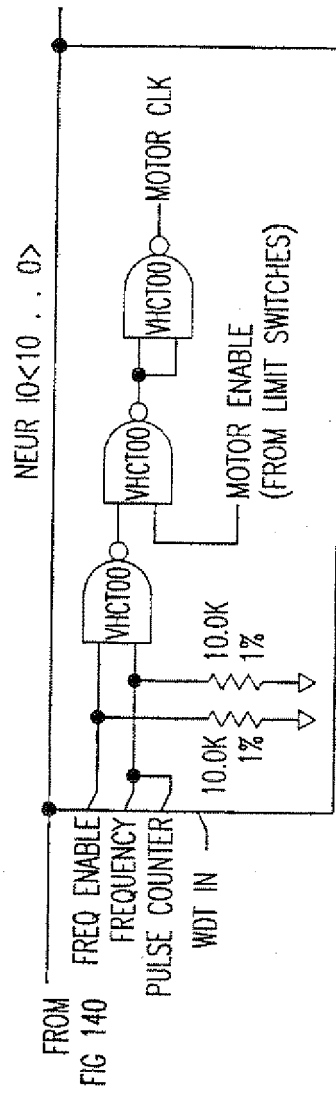 FROM
FIG 140
NEUR IO<10 . . 0>
FREQ ENABLE
FREQUENCY
PULSE COUNTER
WDT IN
VHCT00
VHCT00
VHCT00
MOTOR CLK
MOTOR ENABLE
(FROM LIMIT SWITCHES)
10.0K
1%
10.0K
1%